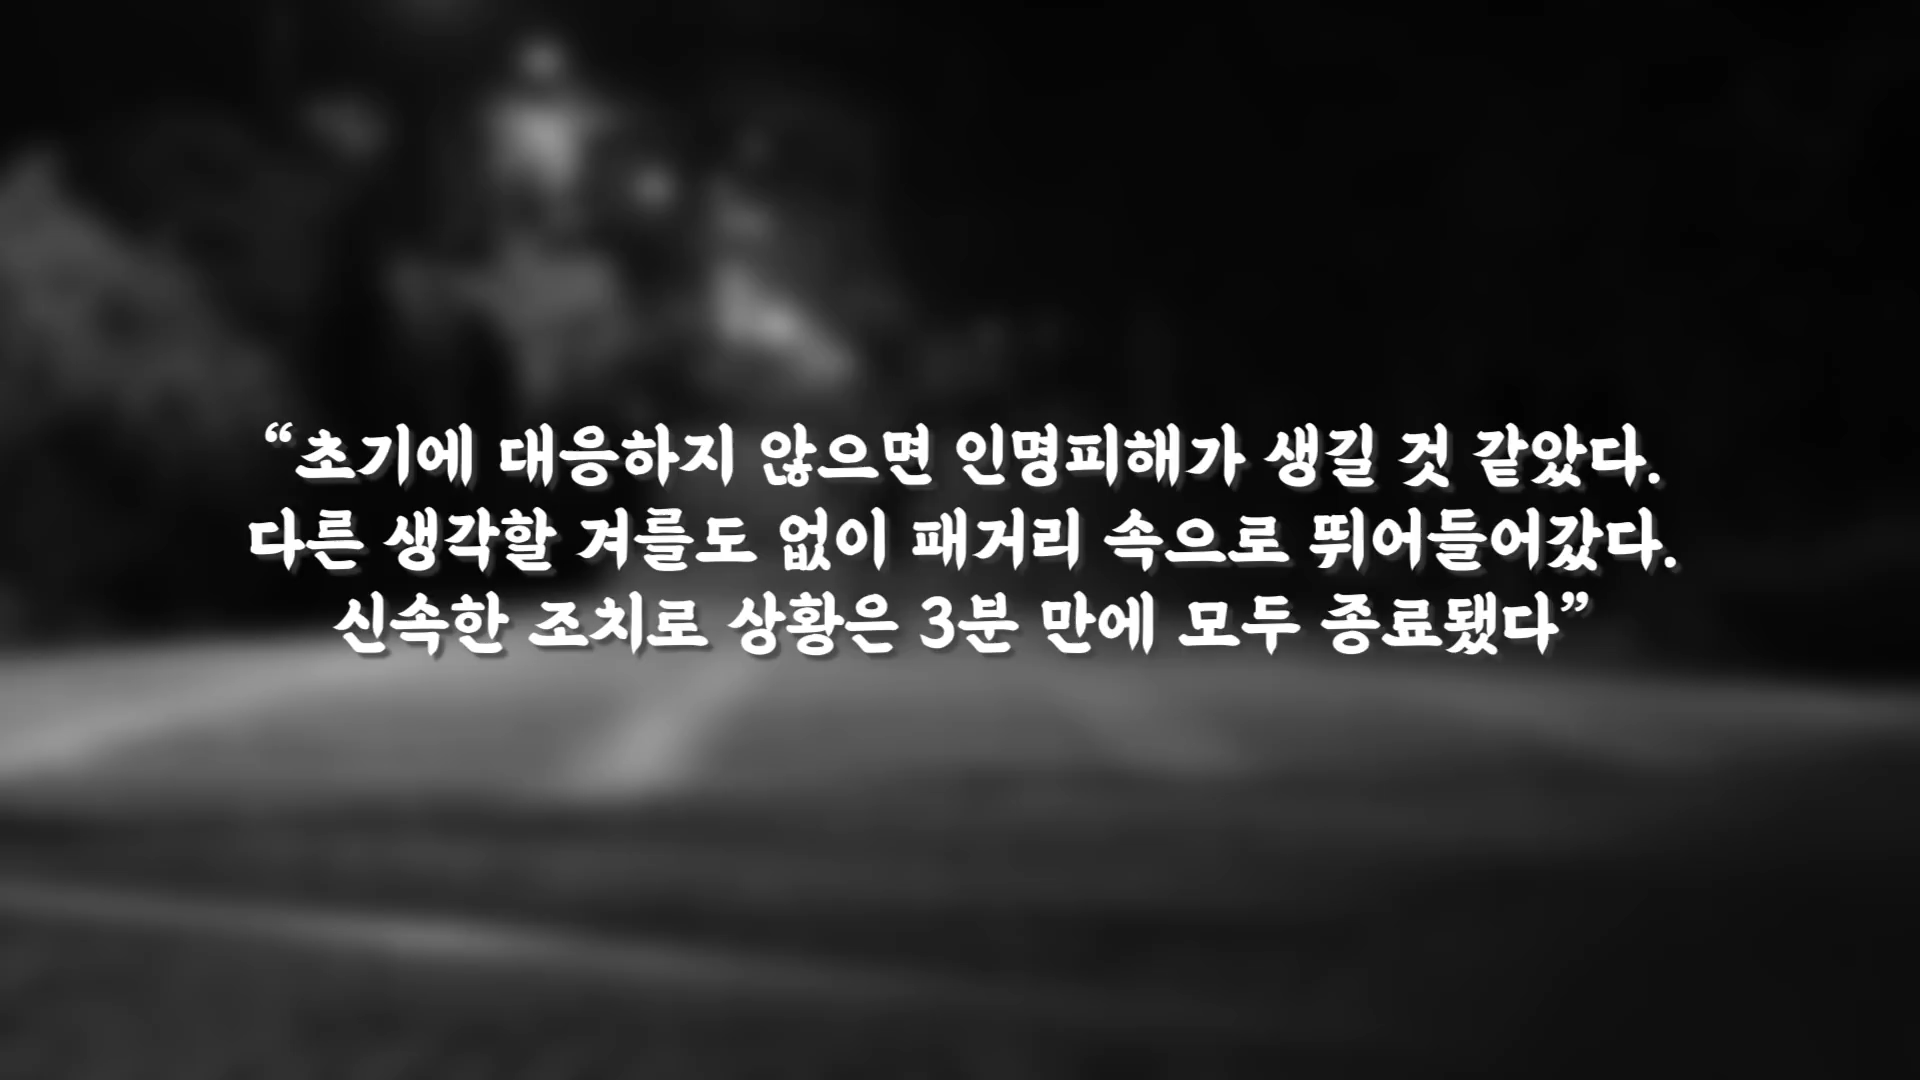 “초기에 대응하지 않으면 인명피해가 생길 것 같았다.
다른 생각할 겨를도 없이 패거리 속으로 뛰어들어갔다.
신속한 조치로 상황은 3분 만에 모두 종료됐다”